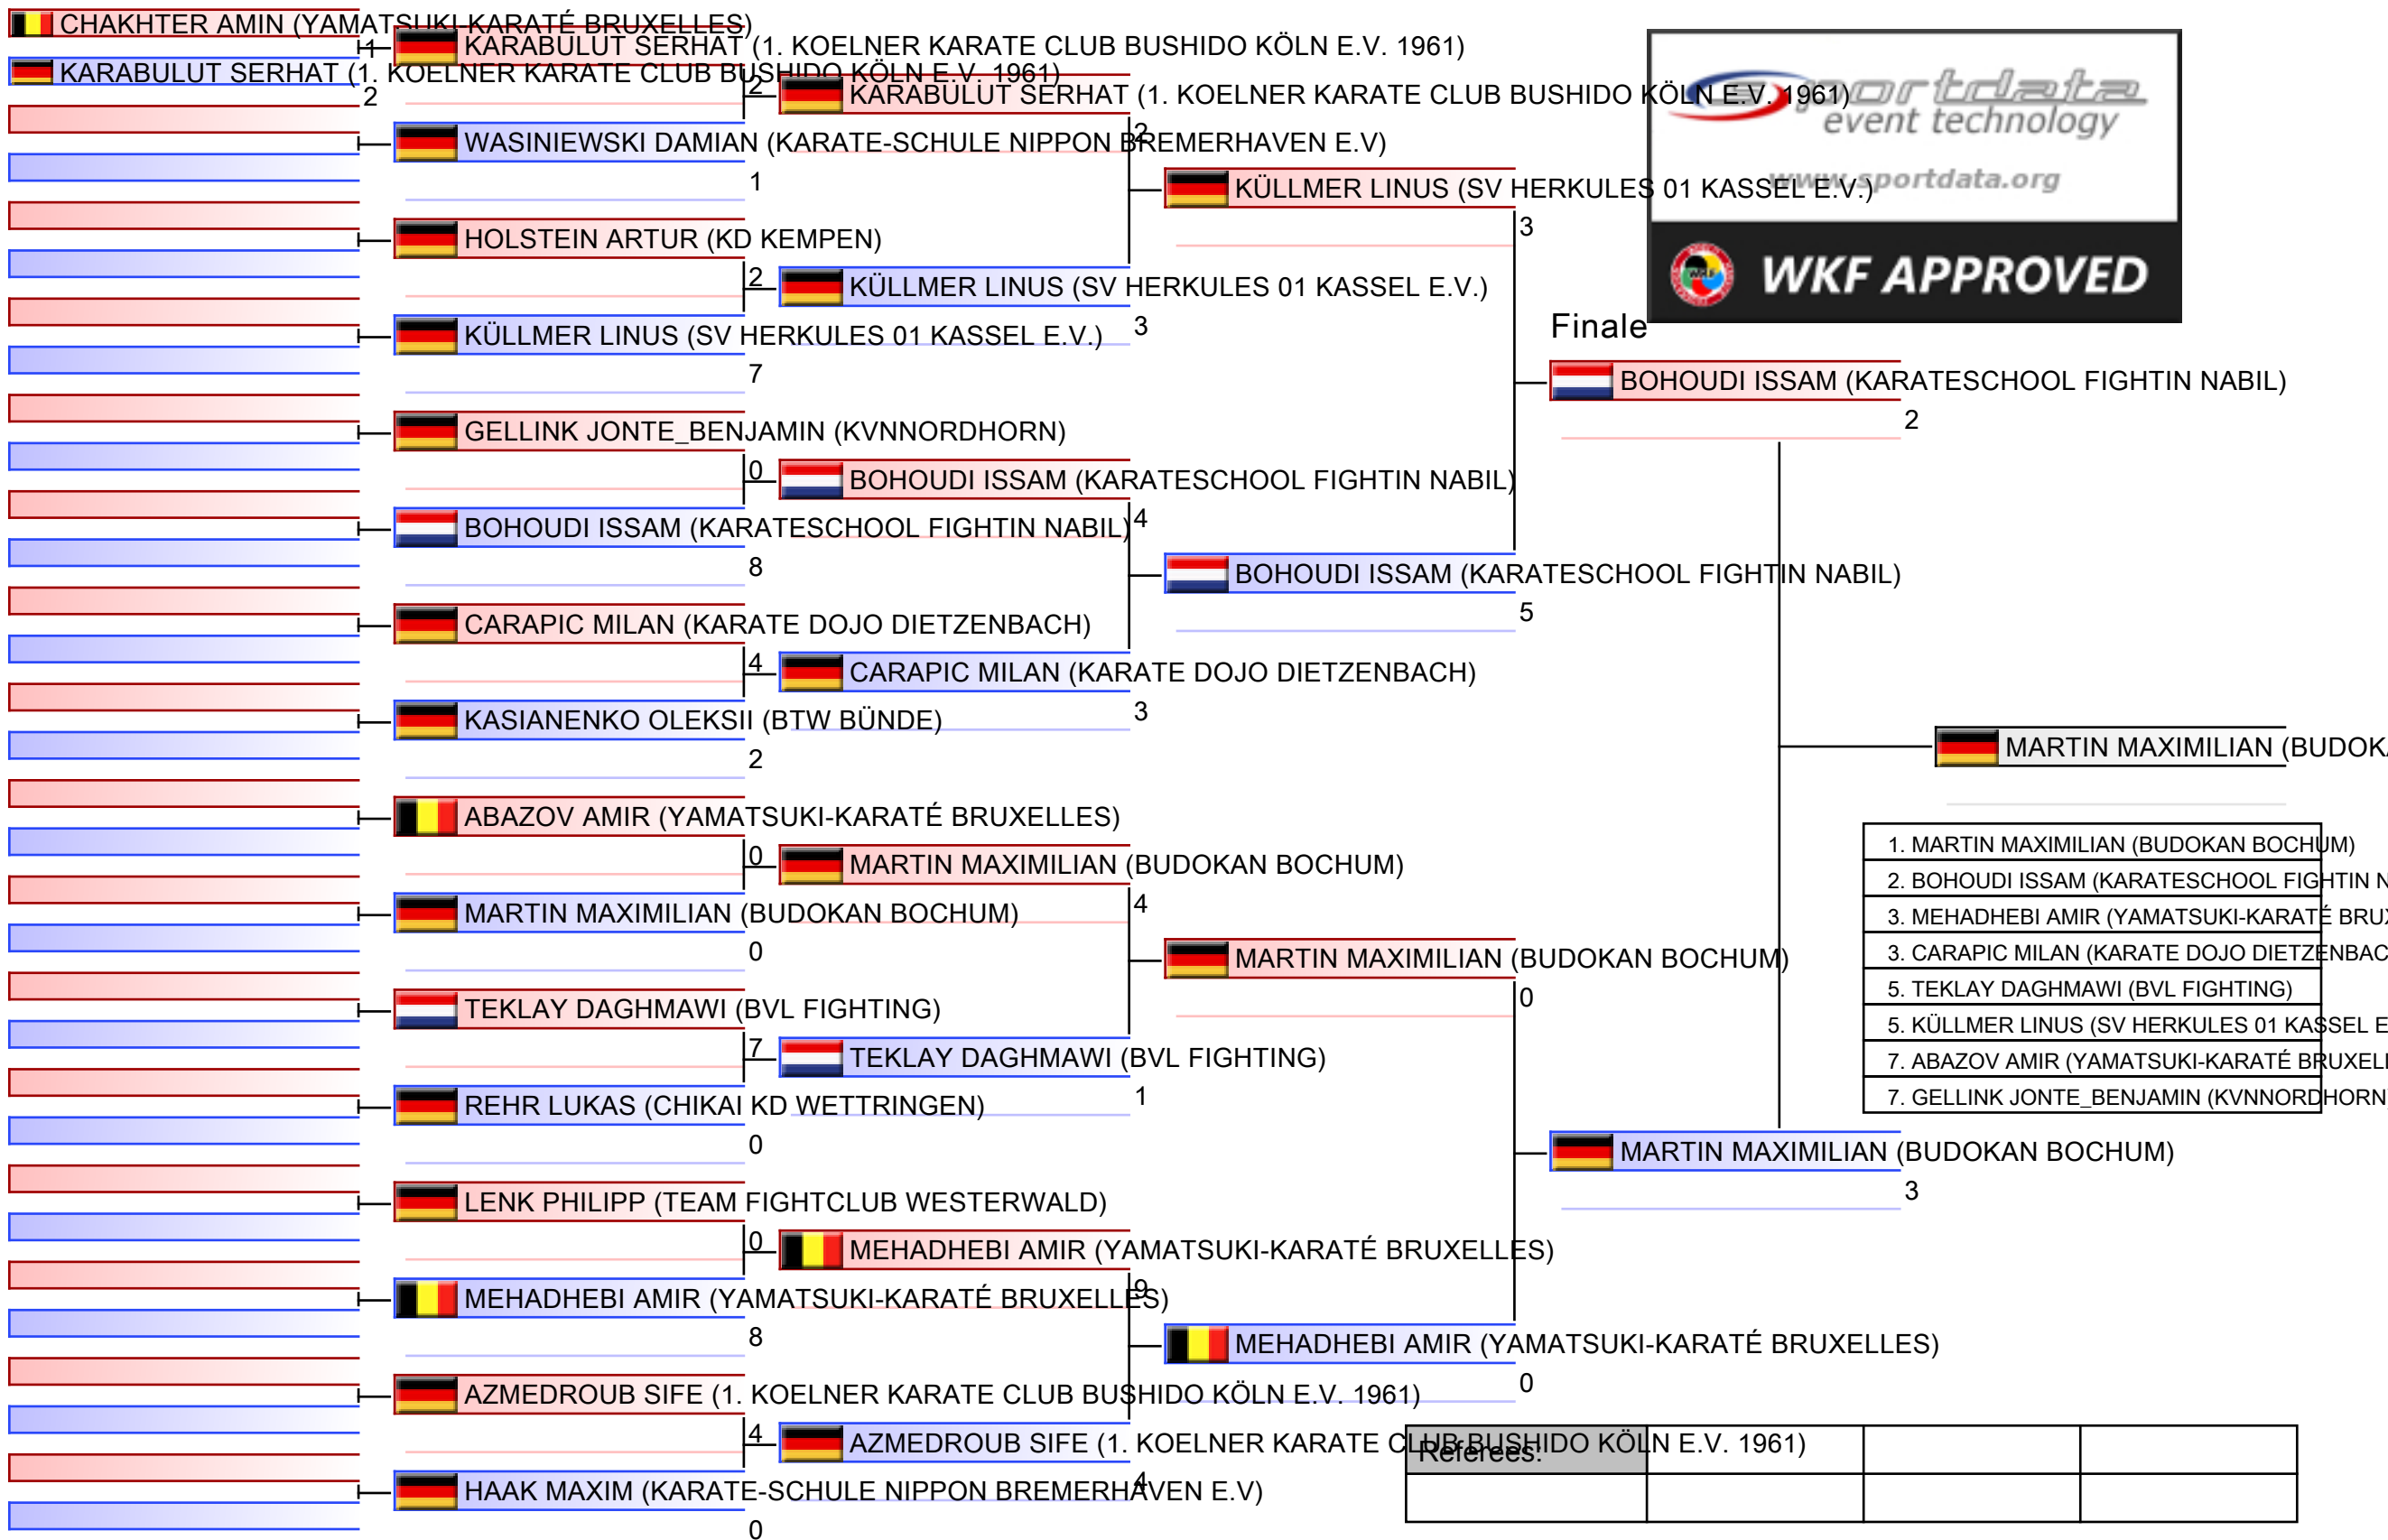 CHAKHTER AMIN (YAMATSUKI-KARATÉ BRUXELLES)
1
KARABULUT SERHAT (1. KOELNER KARATE CLUB BUSHIDO KÖLN E.V. 1961)
2
KARABULUT SERHAT (1. KOELNER KARATE CLUB BUSHIDO KÖLN E.V. 1961)
2
WASINIEWSKI DAMIAN (KARATE-SCHULE NIPPON BREMERHAVEN E.V)
1
HOLSTEIN ARTUR (KD KEMPEN)
2
KÜLLMER LINUS (SV HERKULES 01 KASSEL E.V.)
7
GELLINK JONTE_BENJAMIN (KVNNORDHORN)
0
BOHOUDI ISSAM (KARATESCHOOL FIGHTIN NABIL)
8
CARAPIC MILAN (KARATE DOJO DIETZENBACH)
4
KASIANENKO OLEKSII (BTW BÜNDE)
2
ABAZOV AMIR (YAMATSUKI-KARATÉ BRUXELLES)
0
MARTIN MAXIMILIAN (BUDOKAN BOCHUM)
0
TEKLAY DAGHMAWI (BVL FIGHTING)
7
REHR LUKAS (CHIKAI KD WETTRINGEN)
0
LENK PHILIPP (TEAM FIGHTCLUB WESTERWALD)
0
MEHADHEBI AMIR (YAMATSUKI-KARATÉ BRUXELLES)
8
AZMEDROUB SIFE (1. KOELNER KARATE CLUB BUSHIDO KÖLN E.V. 1961)
4
HAAK MAXIM (KARATE-SCHULE NIPPON BREMERHAVEN E.V)
0
KARABULUT SERHAT (1. KOELNER KARATE CLUB BUSHIDO KÖLN E.V. 1961)
2
KÜLLMER LINUS (SV HERKULES 01 KASSEL E.V.)
3
BOHOUDI ISSAM (KARATESCHOOL FIGHTIN NABIL)
4
CARAPIC MILAN (KARATE DOJO DIETZENBACH)
3
MARTIN MAXIMILIAN (BUDOKAN BOCHUM)
4
TEKLAY DAGHMAWI (BVL FIGHTING)
1
MEHADHEBI AMIR (YAMATSUKI-KARATÉ BRUXELLES)
9
AZMEDROUB SIFE (1. KOELNER KARATE CLUB BUSHIDO KÖLN E.V. 1961)
4
KÜLLMER LINUS (SV HERKULES 01 KASSEL E.V.)
3
BOHOUDI ISSAM (KARATESCHOOL FIGHTIN NABIL)
5
MARTIN MAXIMILIAN (BUDOKAN BOCHUM)
0
MEHADHEBI AMIR (YAMATSUKI-KARATÉ BRUXELLES)
0
sportdata
event technology
www.sportdata.org
WKF
WKF APPROVED
Finale
BOHOUDI ISSAM (KARATESCHOOL FIGHTIN NABIL)
2
MARTIN MAXIMILIAN (BUDOKAN BOCHUM)
3
MARTIN MAXIMILIAN (BUDOKA
1. MARTIN MAXIMILIAN (BUDOKAN BOCHUM)
2. BOHOUDI ISSAM (KARATESCHOOL FIGHTIN N
3. MEHADHEBI AMIR (YAMATSUKI-KARATÉ BRUX
3. CARAPIC MILAN (KARATE DOJO DIETZENBAC
5. TEKLAY DAGHMAWI (BVL FIGHTING)
5. KÜLLMER LINUS (SV HERKULES 01 KASSEL E
7. ABAZOV AMIR (YAMATSUKI-KARATÉ BRUXELL
7. GELLINK JONTE_BENJAMIN (KVNNORDHORN)
Referees: